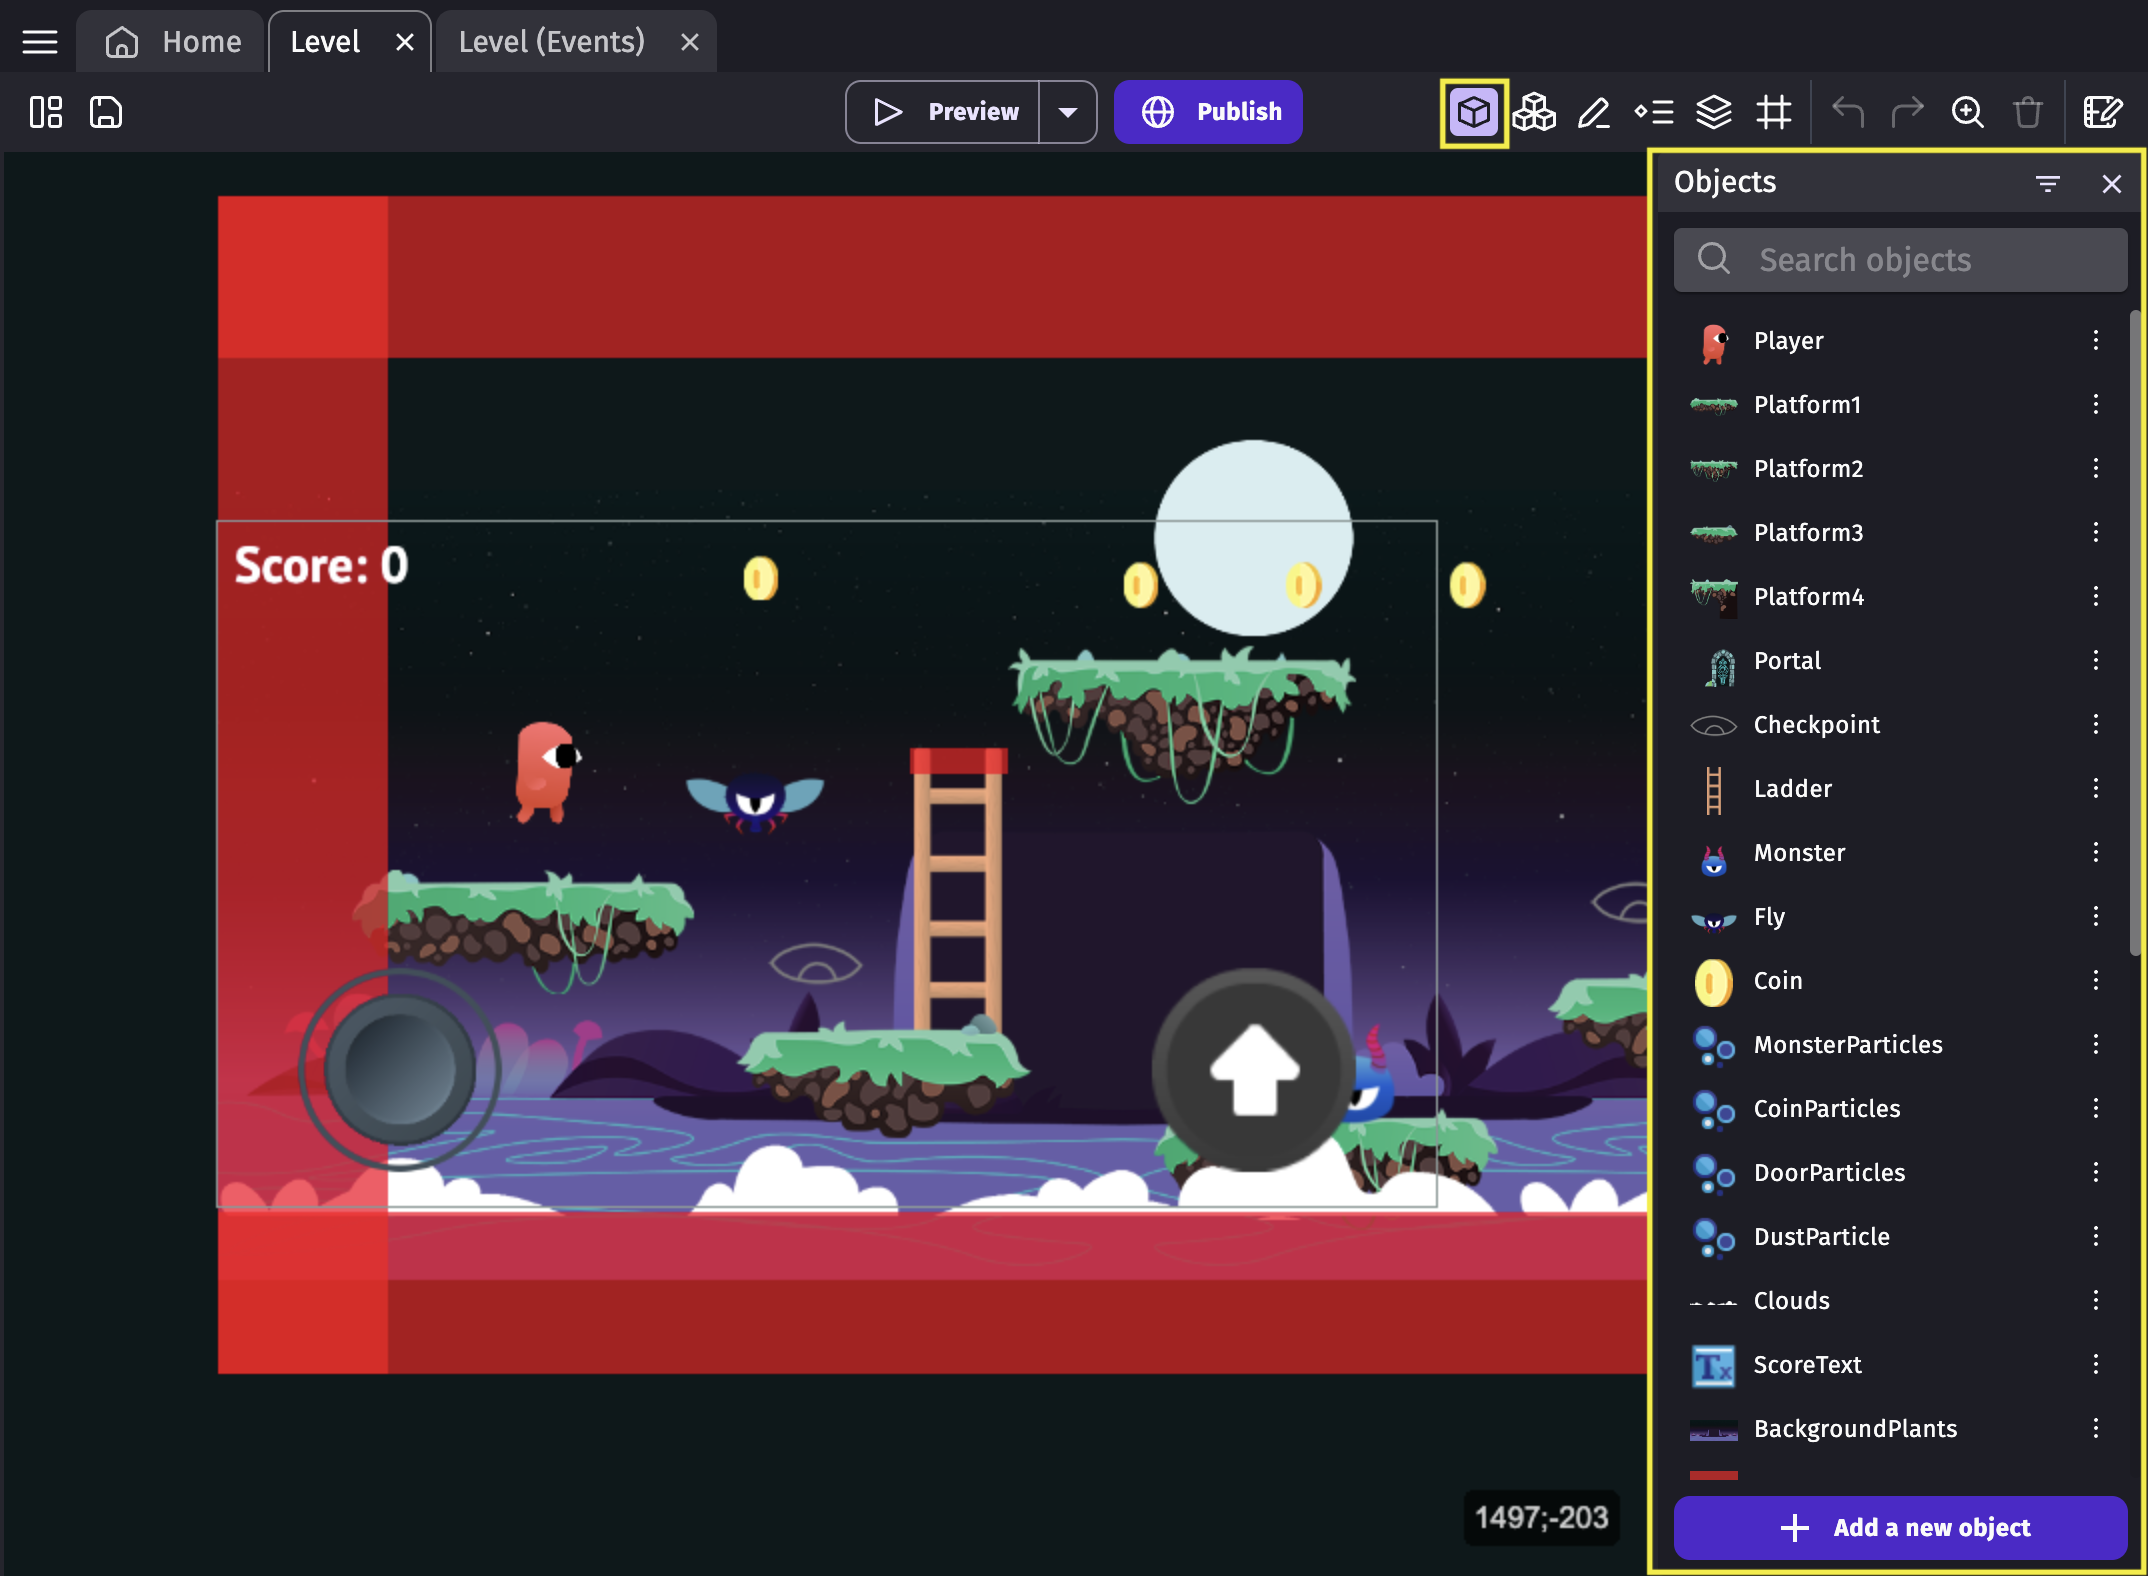 Home
Level
Level (Events)
Preview
Publish
Objects
Search objects
Player
Platform1
Platform2
Platform3
Platform4
Portal
Checkpoint
Ladder
Monster
Fly
Coin
MonsterParticles
CoinParticles
DoorParticles
DustParticle
Clouds
Tx
ScoreText
BackgroundPlants
Add a new object
Score: 0
1497;-203